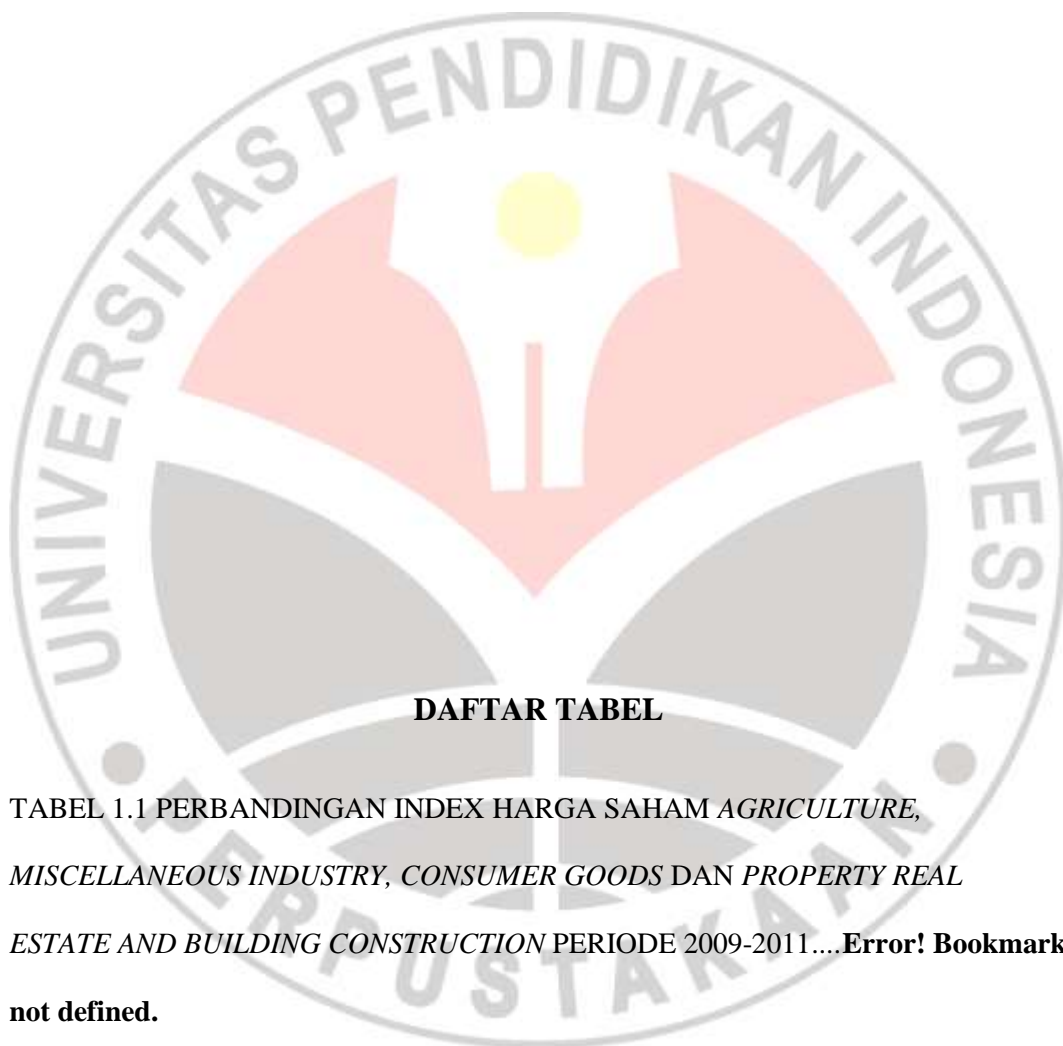 UNIVERSITAS PENDIDIKAN INDONESIA
DAFTAR TABEL
TABEL 1.1 PERBANDINGAN INDEX HARGA SAHAM AGRICULTURE,
MISCELLANEOUS INDUSTRY, CONSUMER GOODS DAN PROPERTY REAL
ESTATE AND BUILDING CONSTRUCTION PERIODE 2009-2011....Error! Bookmark
not defined.
PERPUSTAKAAN